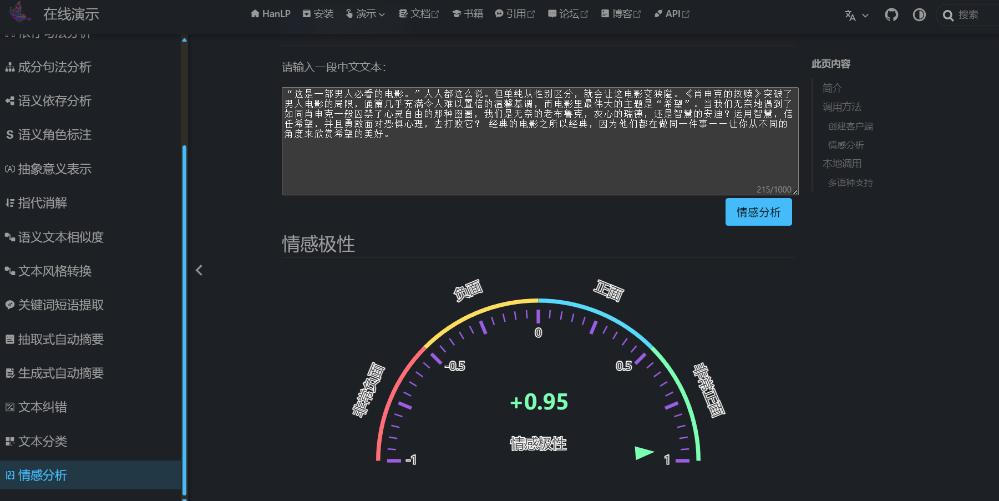 在线演示
HanLP
安装
演示
文档
书籍
引用
论坛
博客
API
搜索
依存句法分析
成分句法分析
语义依存分析
语义角色标注
抽象意义表示
指代消解
语义文本相似度
文本风格转换
关键词短语提取
抽取式自动摘要
生成式自动摘要
文本纠错
文本分类
情感分析
请输入一段中文文本：
“这是一部男人必看的电影。”人人都这么说。但单纯从性别区分，就会让这电影变狭隘。《肖申克的救赎》突破了
男人电影的局限，通篇几乎充满令人难以置信的温馨基调，而电影里最伟大的主题是“希望”。当我们无奈地遇到了
如同肖申克一般囚禁了心灵自由的那种囹圄，我们是无奈的老布鲁克，灰心的瑞德，还是智慧的安迪？运用智慧，信
任希望，并且勇敢面对恐惧心理，去打败它？ 经典的电影之所以经典，因为他们都在做同一件事——让你从不同的
角度来欣赏希望的美好。
215/1000
情感分析
情感极性
非常负面
负面
正面
非常正面
-1
-0.5
0
0.5
1
+0.95
情感极性
此页内容
简介
调用方法
创建客户端
情感分析
本地调用
多语种支持